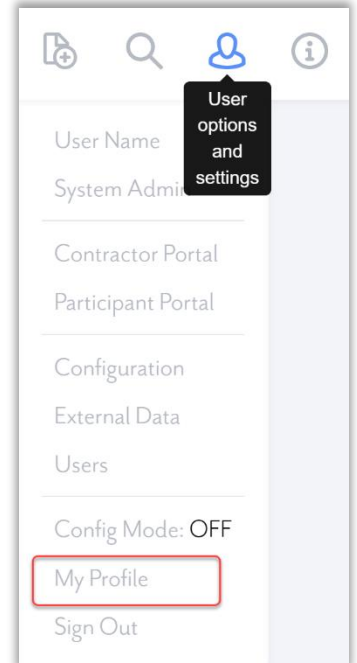 User
options
and
settings
User Name
System Admin
Contractor Portal
Participant Portal
Configuration
External Data
Users
Config Mode: OFF
My Profile
Sign Out